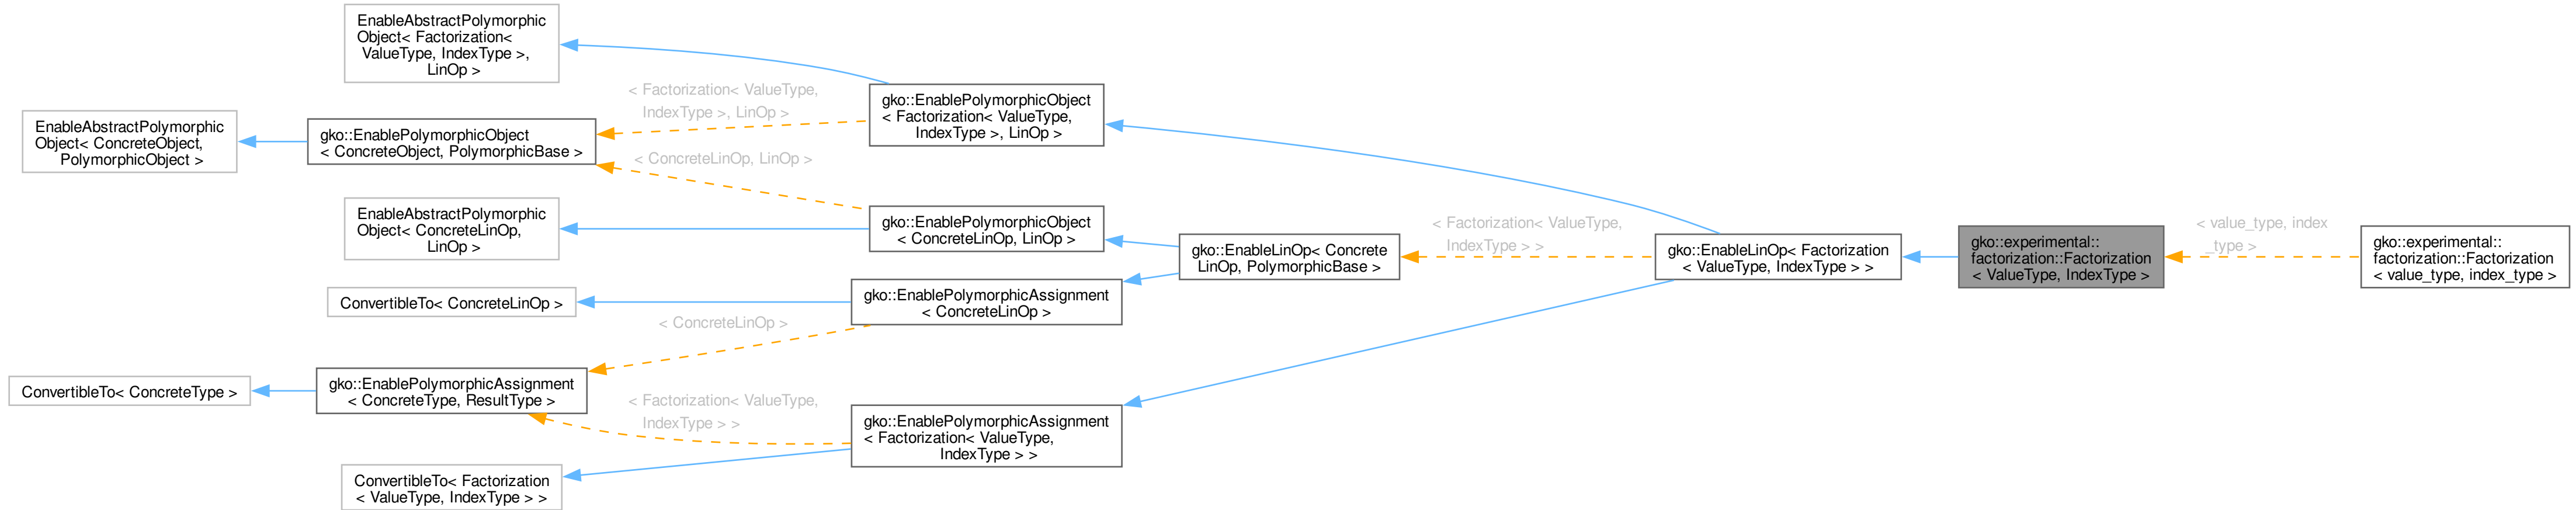 EnableAbstractPolymorphic
Object< Factorization<
ValueType, IndexType >,
LinOp >
EnableAbstractPolymorphic
Object< ConcreteObject,
PolymorphicObject >
gko::EnablePolymorphicObject
< ConcreteObject, PolymorphicBase >
< Factorization< ValueType,
IndexType >, LinOp >
< ConcreteLinOp, LinOp >
gko::EnablePolymorphicObject
< Factorization< ValueType,
IndexType >, LinOp >
EnableAbstractPolymorphic
Object< ConcreteLinOp,
LinOp >
gko::EnablePolymorphicObject
< ConcreteLinOp, LinOp >
ConvertibleTo< ConcreteLinOp >
gko::EnablePolymorphicAssignment
< ConcreteLinOp >
< ConcreteLinOp >
gko::EnableLinOp< Concrete
LinOp, PolymorphicBase >
< Factorization< ValueType,
IndexType > >
gko::EnableLinOp< Factorization
< ValueType, IndexType > >
gko::experimental::
factorization::Factorization
< ValueType, IndexType >
< value_type, index
_type >
gko::experimental::
factorization::Factorization
< value_type, index_type >
ConvertibleTo< ConcreteType >
gko::EnablePolymorphicAssignment
< ConcreteType, ResultType >
< Factorization< ValueType,
IndexType > >
gko::EnablePolymorphicAssignment
< Factorization< ValueType,
IndexType > >
ConvertibleTo< Factorization
< ValueType, IndexType > >